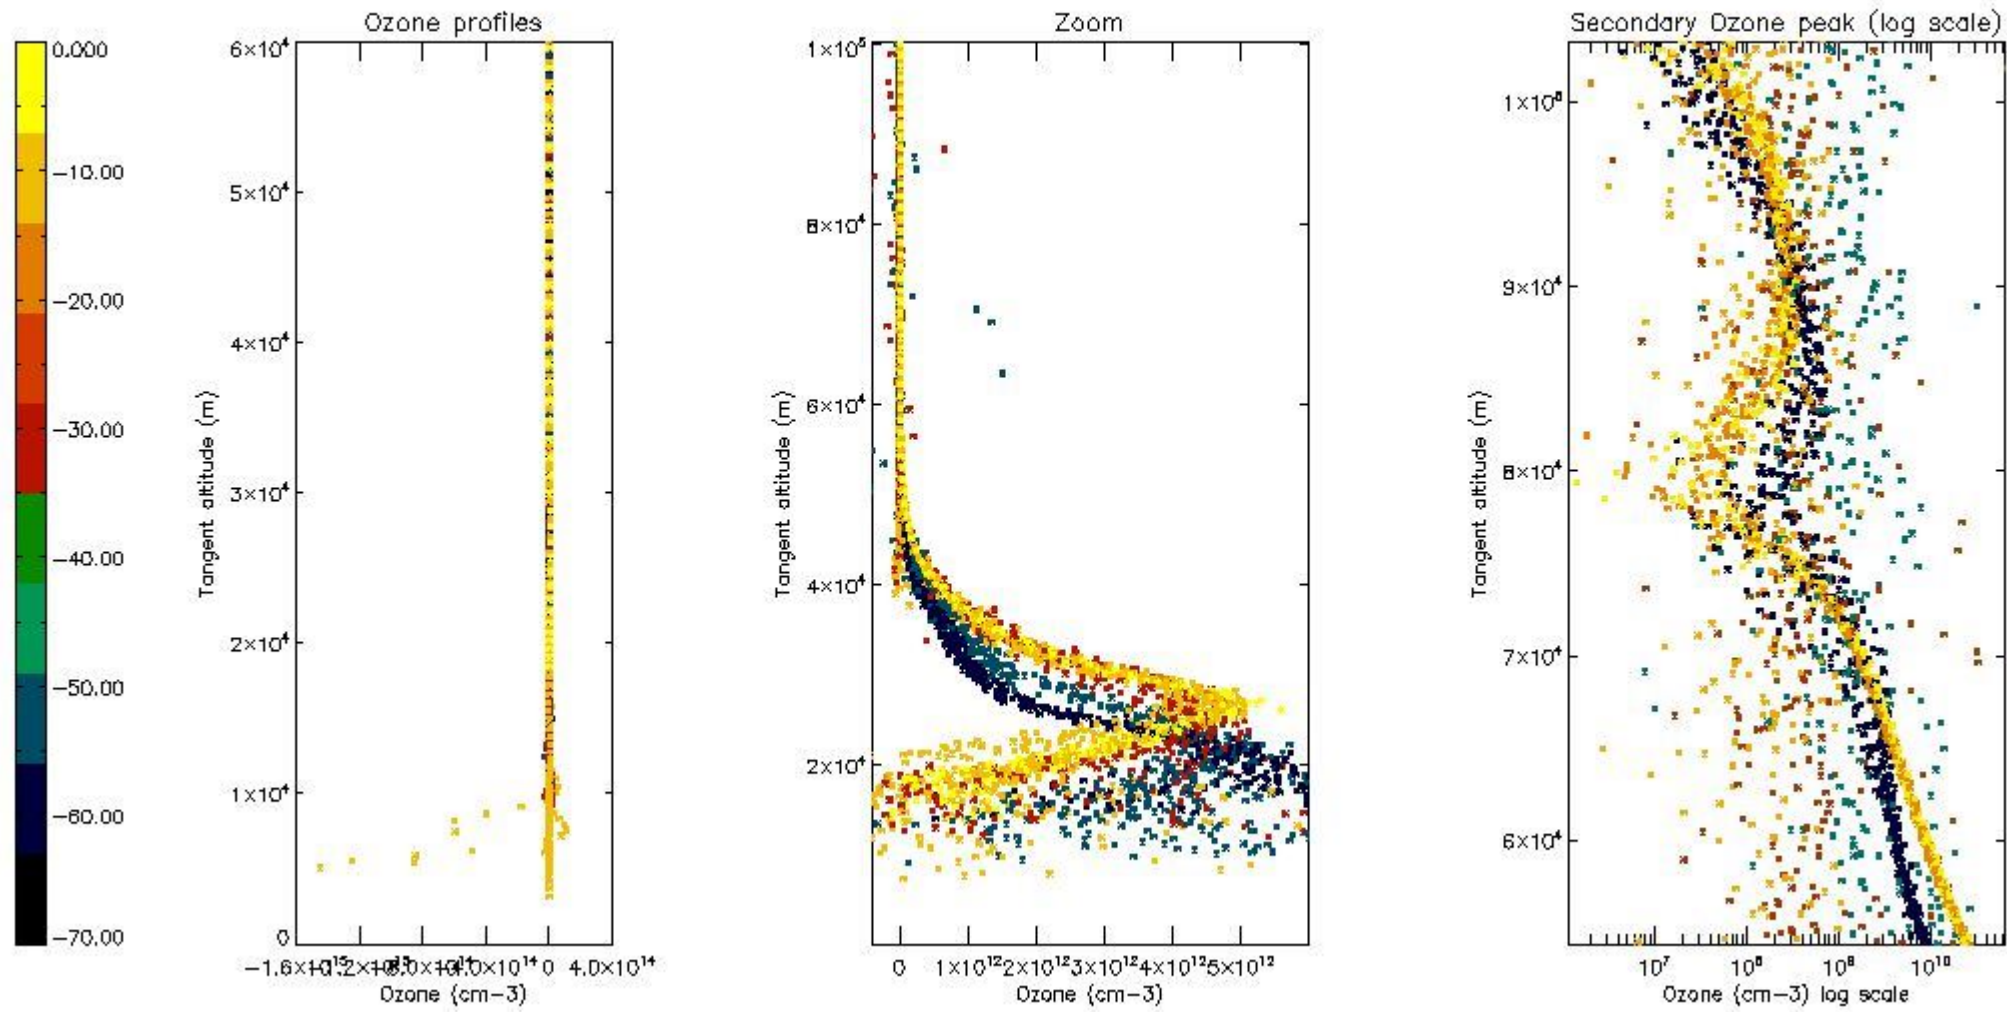 Ozone profiles
Zoom
Secondary Ozone peak (log scale)
0.000
−10.00
−20.00
−30.00
−40.00
−50.00
−60.00
−70.00
6×10⁴
5×10⁴
4×10⁴
3×10⁴
2×10⁴
1×10⁴
0
Tangent altitude (m)
0 4.0×10¹⁴
Ozone (cm−3)
1×10⁵
8×10⁴
6×10⁴
4×10⁴
2×10⁴
Tangent altitude (m)
0 1×10¹² 2×10¹² 3×10¹² 4×10¹² 5×10¹²
Ozone (cm−3)
1×10⁵
9×10⁴
8×10⁴
7×10⁴
6×10⁴
Tangent altitude (m)
10⁷ 10⁸ 10⁹ 10¹⁰
Ozone (cm−3) log scale